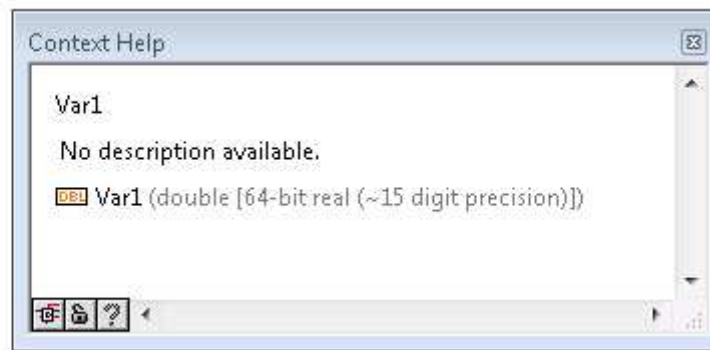 Context Help
Var1
No description available.
DBL Var1 (double [64-bit real (~15 digit precision)])
?